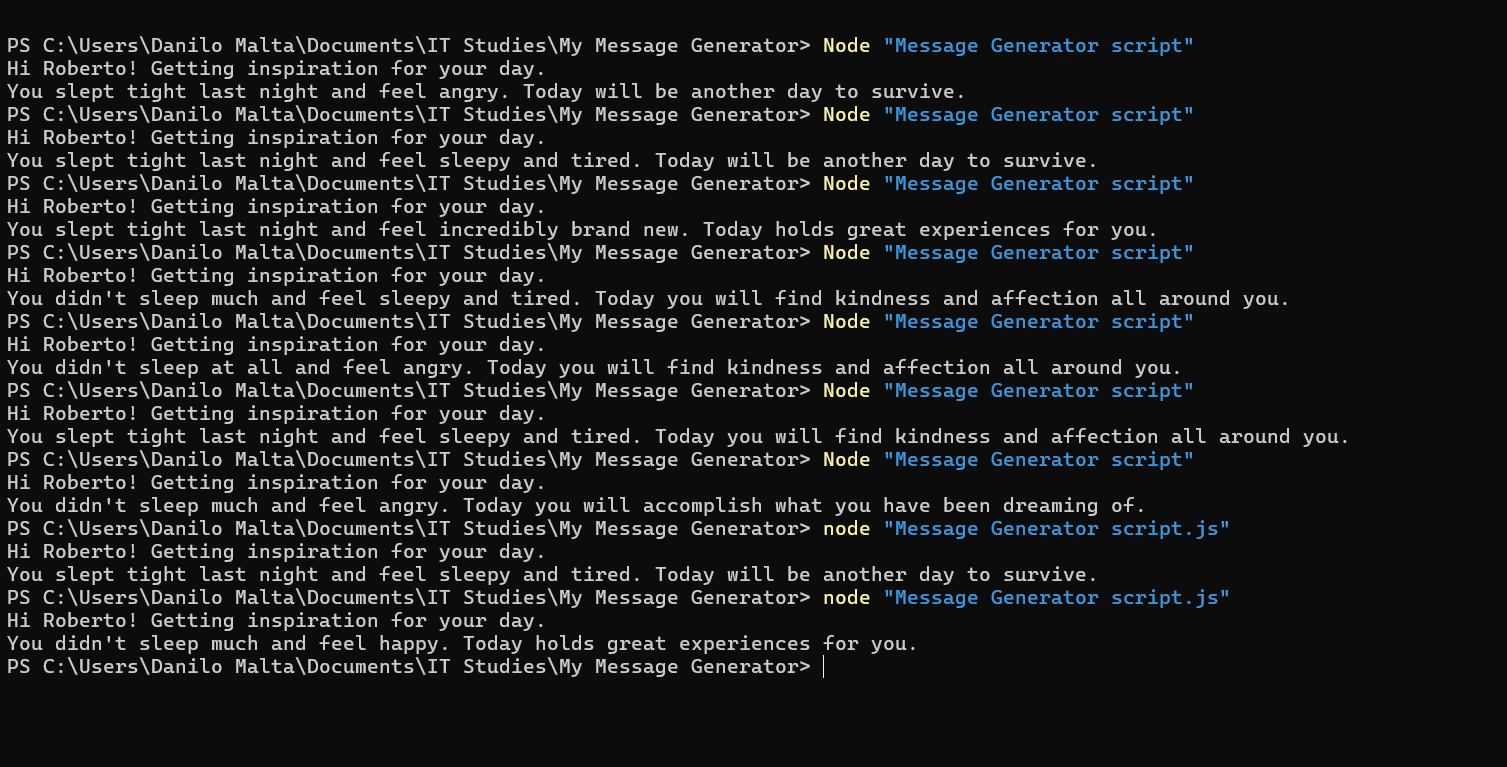 PS C:\Users\Danilo Malta\Documents\IT Studies\My Message Generator> Node "Message Generator script"
Hi Roberto! Getting inspiration for your day.
You slept tight last night and feel angry. Today will be another day to survive.
PS C:\Users\Danilo Malta\Documents\IT Studies\My Message Generator> Node "Message Generator script"
Hi Roberto! Getting inspiration for your day.
You slept tight last night and feel sleepy and tired. Today will be another day to survive.
PS C:\Users\Danilo Malta\Documents\IT Studies\My Message Generator> Node "Message Generator script"
Hi Roberto! Getting inspiration for your day.
You slept tight last night and feel incredibly brand new. Today holds great experiences for you.
PS C:\Users\Danilo Malta\Documents\IT Studies\My Message Generator> Node "Message Generator script"
Hi Roberto! Getting inspiration for your day.
You didn't sleep much and feel sleepy and tired. Today you will find kindness and affection all around you.
PS C:\Users\Danilo Malta\Documents\IT Studies\My Message Generator> Node "Message Generator script"
Hi Roberto! Getting inspiration for your day.
You didn't sleep at all and feel angry. Today you will find kindness and affection all around you.
PS C:\Users\Danilo Malta\Documents\IT Studies\My Message Generator> Node "Message Generator script"
Hi Roberto! Getting inspiration for your day.
You slept tight last night and feel sleepy and tired. Today you will find kindness and affection all around you.
PS C:\Users\Danilo Malta\Documents\IT Studies\My Message Generator> Node "Message Generator script"
Hi Roberto! Getting inspiration for your day.
You didn't sleep much and feel angry. Today you will accomplish what you have been dreaming of.
PS C:\Users\Danilo Malta\Documents\IT Studies\My Message Generator> node "Message Generator script.js"
Hi Roberto! Getting inspiration for your day.
You slept tight last night and feel sleepy and tired. Today will be another day to survive.
PS C:\Users\Danilo Malta\Documents\IT Studies\My Message Generator> node "Message Generator script.js"
Hi Roberto! Getting inspiration for your day.
You didn't sleep much and feel happy. Today holds great experiences for you.
PS C:\Users\Danilo Malta\Documents\IT Studies\My Message Generator>